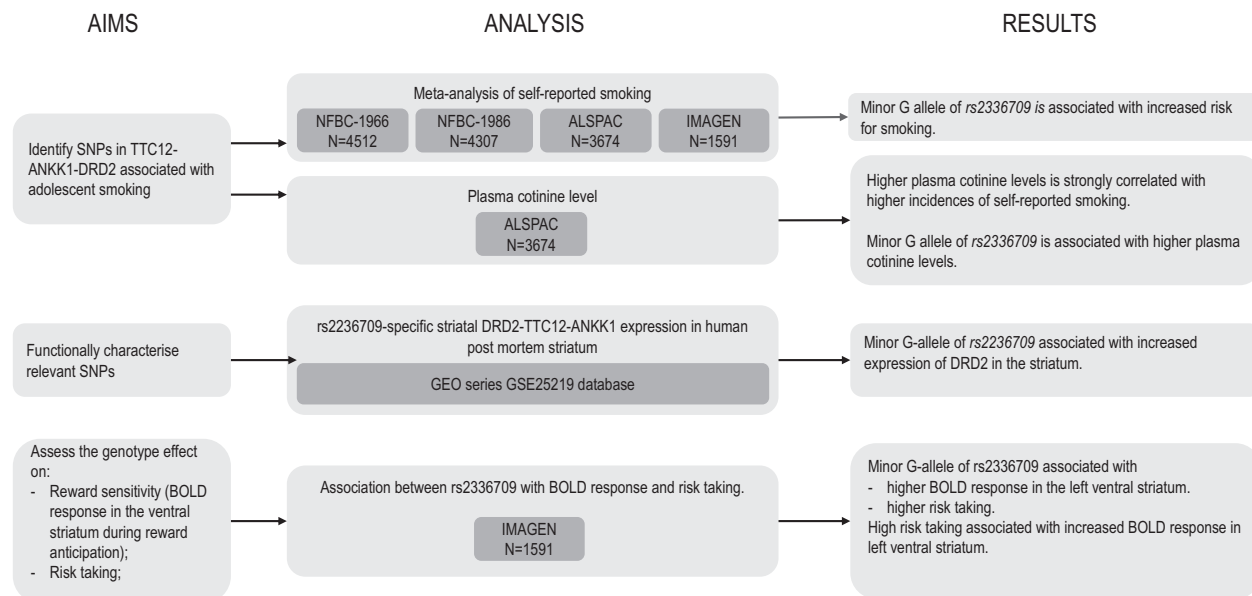 AIMS
ANALYSIS
RESULTS
Identify SNPs in TTC12-
ANKK1-DRD2 associated with
adolescent smoking
Meta-analysis of self-reported smoking
NFBC-1966
N=4512
NFBC-1986
N=4307
ALSPAC
N=3674
IMAGEN
N=1591
Minor G allele of rs2336709 is associated with increased risk
for smoking.
Plasma cotinine level
ALSPAC
N=3674
Higher plasma cotinine levels is strongly correlated with
higher incidences of self-reported smoking.
Minor G allele of rs2336709 is associated with higher plasma
cotinine levels.
Functionally characterise
relevant SNPs
rs2236709-specific striatal DRD2-TTC12-ANKK1 expression in human
post mortem striatum
GEO series GSE25219 database
Minor G-allele of rs2236709 associated with increased
expression of DRD2 in the striatum.
Assess the genotype effect
on:
- Reward sensitivity (BOLD
response in the ventral
striatum during reward
anticipation);
- Risk taking;
Association between rs2336709 with BOLD response and risk taking.
IMAGEN
N=1591
Minor G-allele of rs2336709 associated with
- higher BOLD response in the left ventral striatum.
- higher risk taking.
High risk taking associated with increased BOLD response in
left ventral striatum.